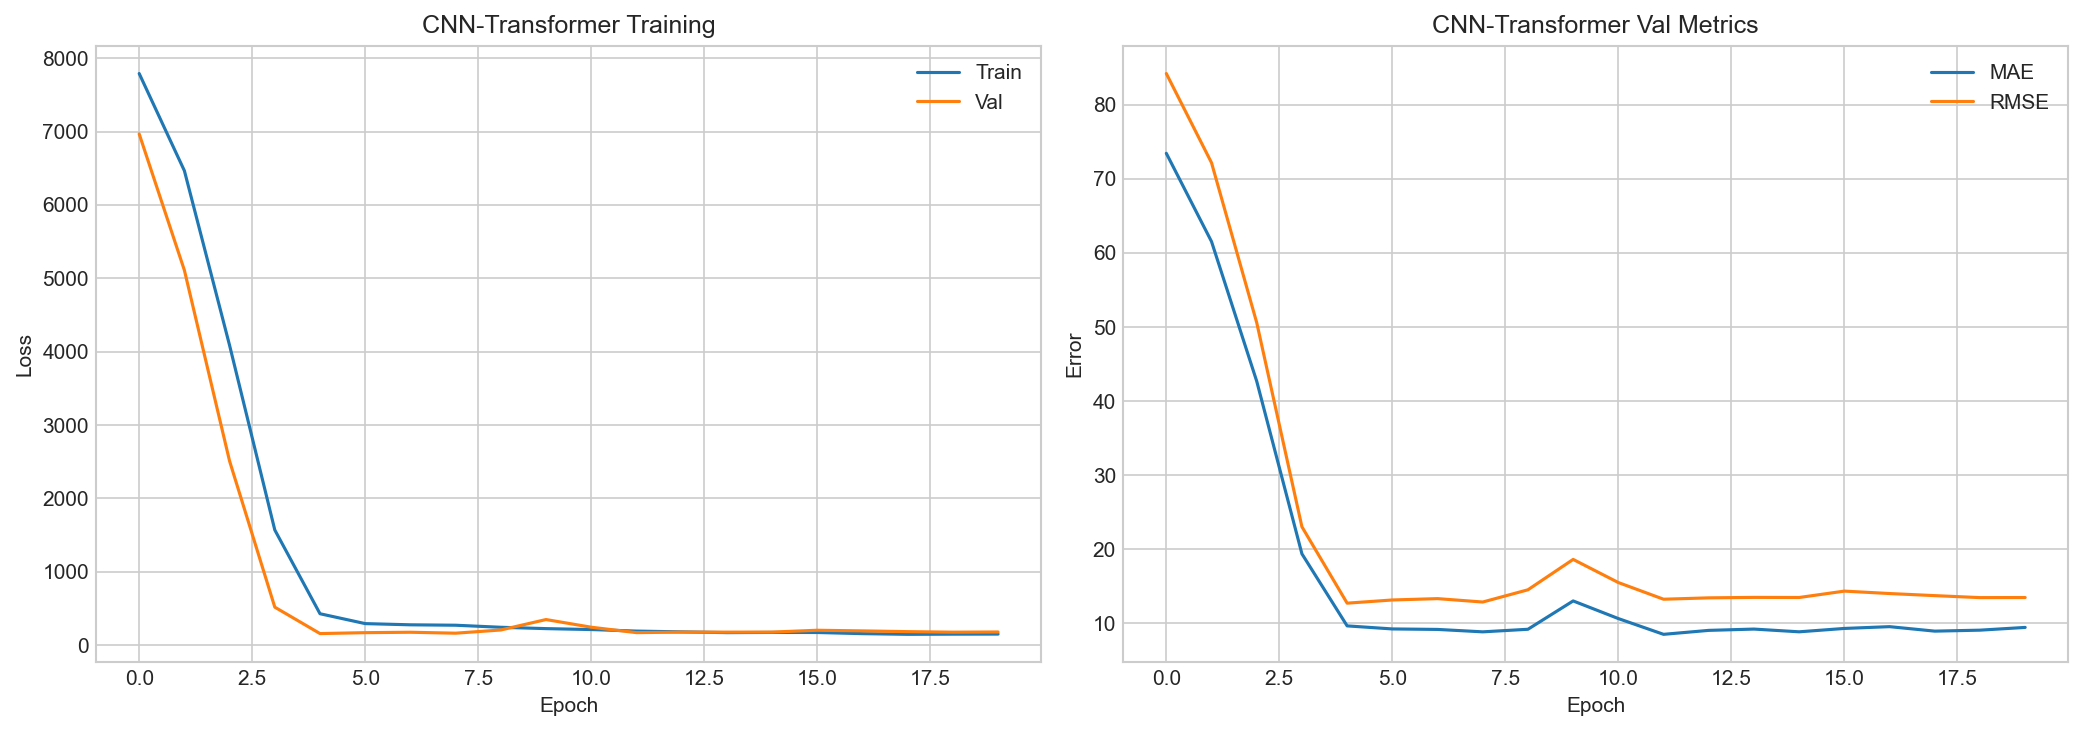 CNN-Transformer Training
8000
7000
6000
5000
4000
3000
2000
1000
0
Loss
Train
Val
0.0 2.5 5.0 7.5 10.0 12.5 15.0 17.5
Epoch
CNN-Transformer Val Metrics
80
70
60
50
40
30
20
10
Error
MAE
RMSE
0.0 2.5 5.0 7.5 10.0 12.5 15.0 17.5
Epoch